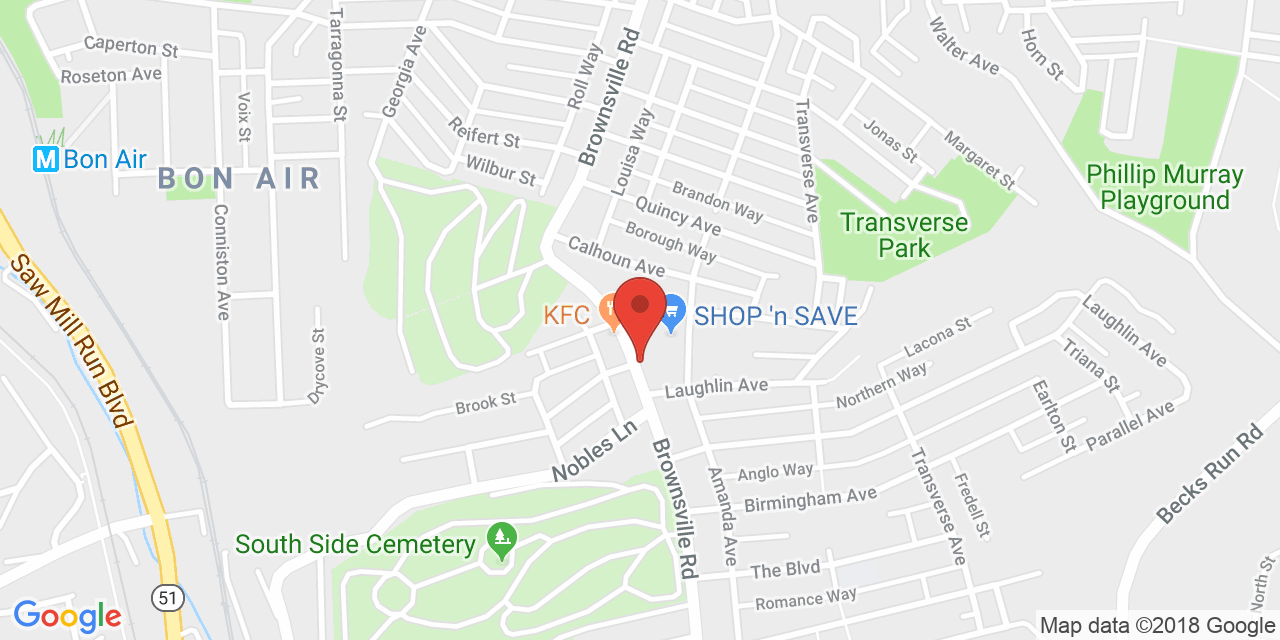 Caperton St
Roseton Ave
Voix St
Tarragonna St
Georgia Ave
Roll Way
Brownsville Rd
Walter Ave
Horn St
M Bon Air
BON AIR
Reifert St
Wilbur St
Louisa Way
Transverse Ave
Jonas St
Margaret St
Phillip Murray
Playground
Brandon Way
Quincy Ave
Borough Way
Calhoun Ave
Transverse
Park
Conniston Ave
Saw Mill Run Blvd
Dycove St
KFC
SHOP 'n SAVE
Laughlin Ave
Lacona St
Triana St
Laughlin Ave
Northern Way
Earlton St
Parallel Ave
Brook St
Nobles Ln
Brownsville Rd
Amanda Ave
Anglo Way
Birmingham Ave
Transverse Ave
Fredell St
Becks Run Rd
South Side Cemetery
The Blvd
Romance Way
North St
51
Google
Map data ©2018 Google